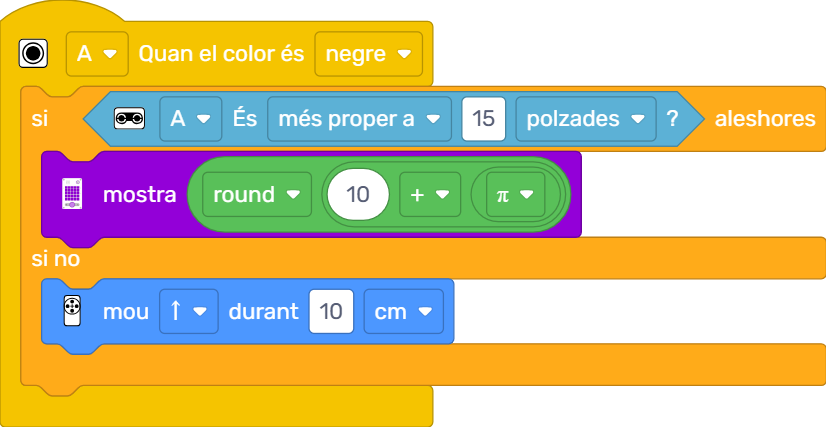 A Quan el color és negre
si A És més proper a 15 polzades ? aleshores
mostra round 10 + π
si no
mou ↑ durant 10 cm